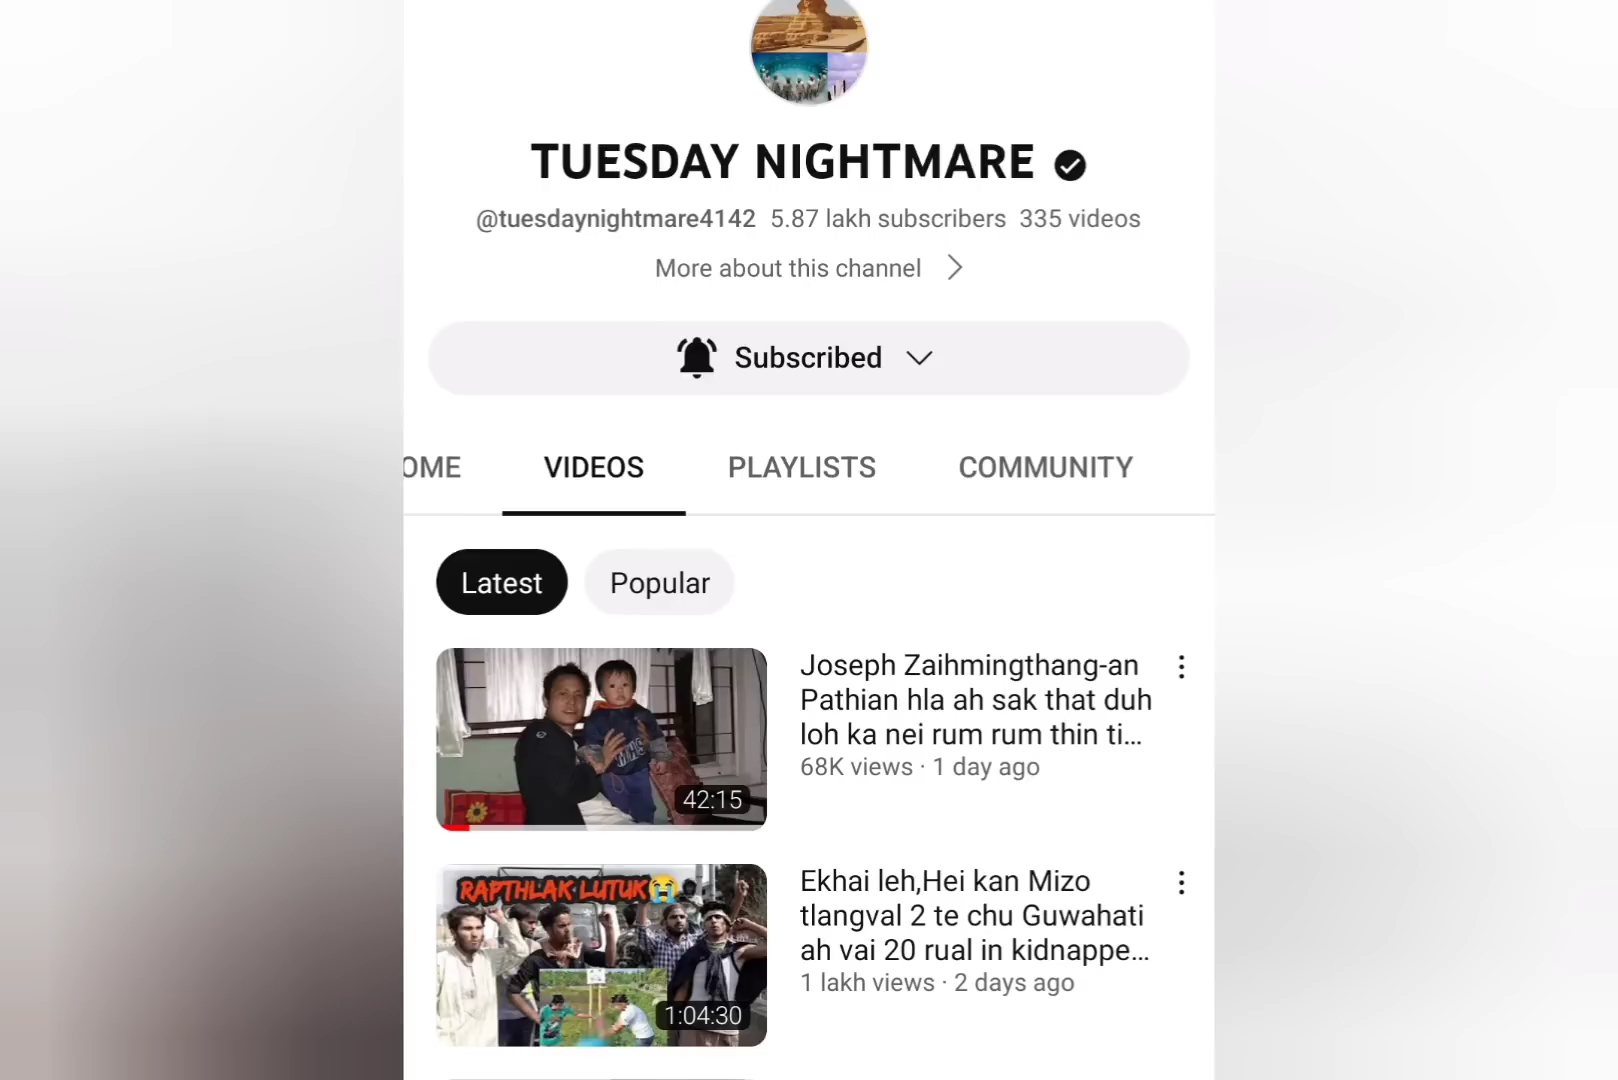 TUESDAY NIGHTMARE
@tuesdaynightmare4142 5.87 lakh subscribers 335 videos
More about this channel
Subscribed
OME VIDEOS PLAYLISTS COMMUNITY
Latest Popular
Joseph Zaihmingthang-an
Pathian hla ah sak that duh
loh ka nei rum rum thin ti...
68K views · 1 day ago
42:15
RAPTHLAK LUTUK😭
Ekhai leh,Hei kan Mizo
tlangval 2 te chu Guwahati
ah vai 20 rual in kidnappe...
1 lakh views · 2 days ago
1:04:30